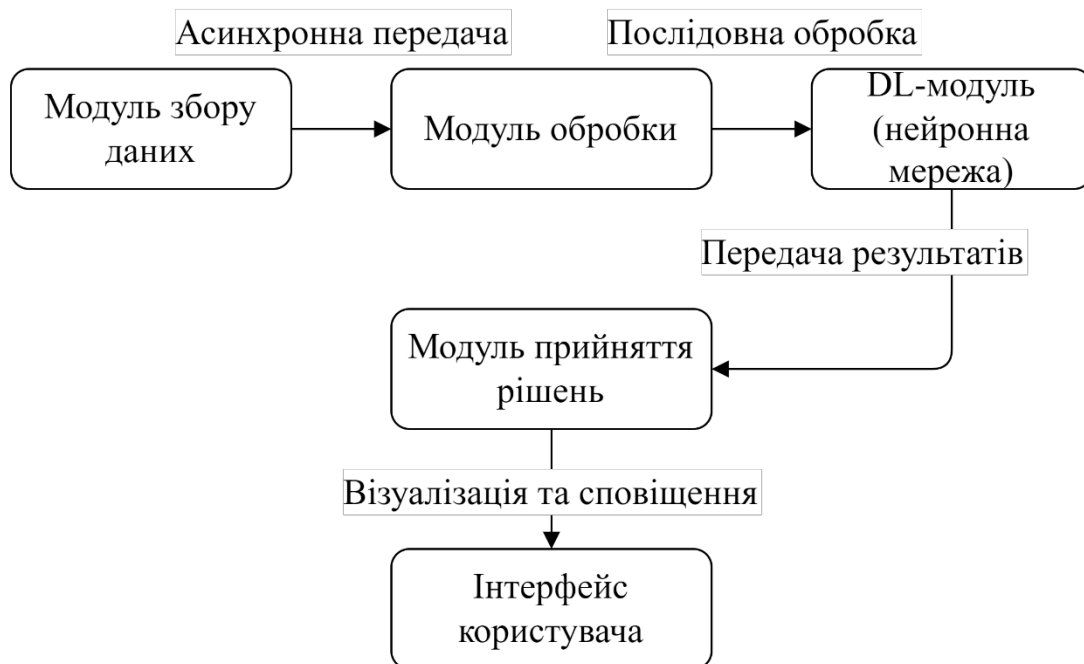 Асинхронна передача
Послідовна обробка
Модуль збору
даних
Модуль обробки
DL-модуль
(нейронна
мережа)
Передача результатів
Модуль прийняття
рішень
Візуалізація та сповіщення
Інтерфейс
користувача